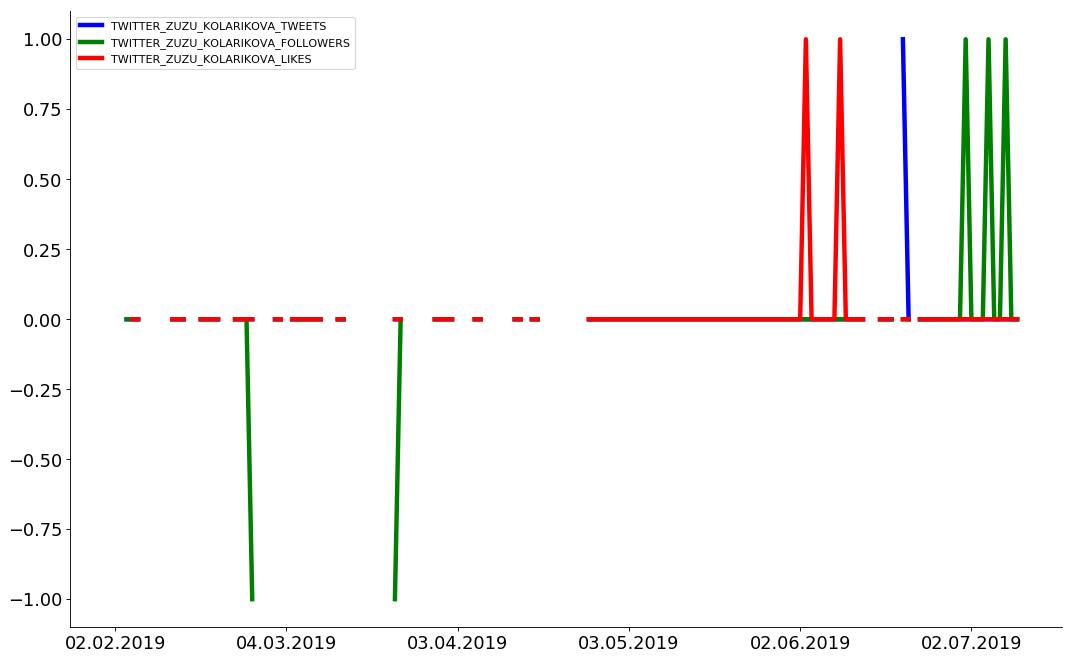 TWITTER_ZUZU_KOLARIKOVA_TWEETS
TWITTER_ZUZU_KOLARIKOVA_FOLLOWERS
TWITTER_ZUZU_KOLARIKOVA_LIKES
1.00
0.75
0.50
0.25
0.00
−0.25
−0.50
−0.75
−1.00
02.02.2019 04.03.2019 03.04.2019 03.05.2019 02.06.2019 02.07.2019